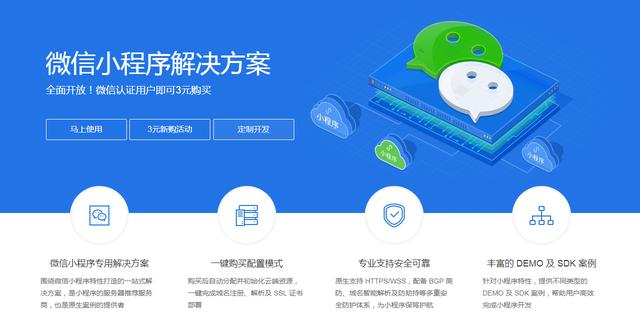 微信小程序解决方案
全面开放！微信认证用户即可3元购买
马上使用
3元新购活动
定制开发
小程序
小程序
小程序
微信小程序专用解决方案
围绕微信小程序特性打造的一站式解
决方案，是小程序的服务器推荐服务
商，也是原生案例的提供者
一键购买配置模式
购买后自动分配并初始化云端资源，
一键完成域名注册、解析及 SSL 证书
部署
专业支持安全可靠
原生支持 HTTPS/WSS，配备 BGP 高
防、域名智能解析及防劫持等多重安
全防护体系，为小程序保驾护航
丰富的 DEMO 及 SDK 案例
针对小程序特性，提供不同类型的
DEMO 及 SDK 案例，帮助用户高效
完成小程序开发